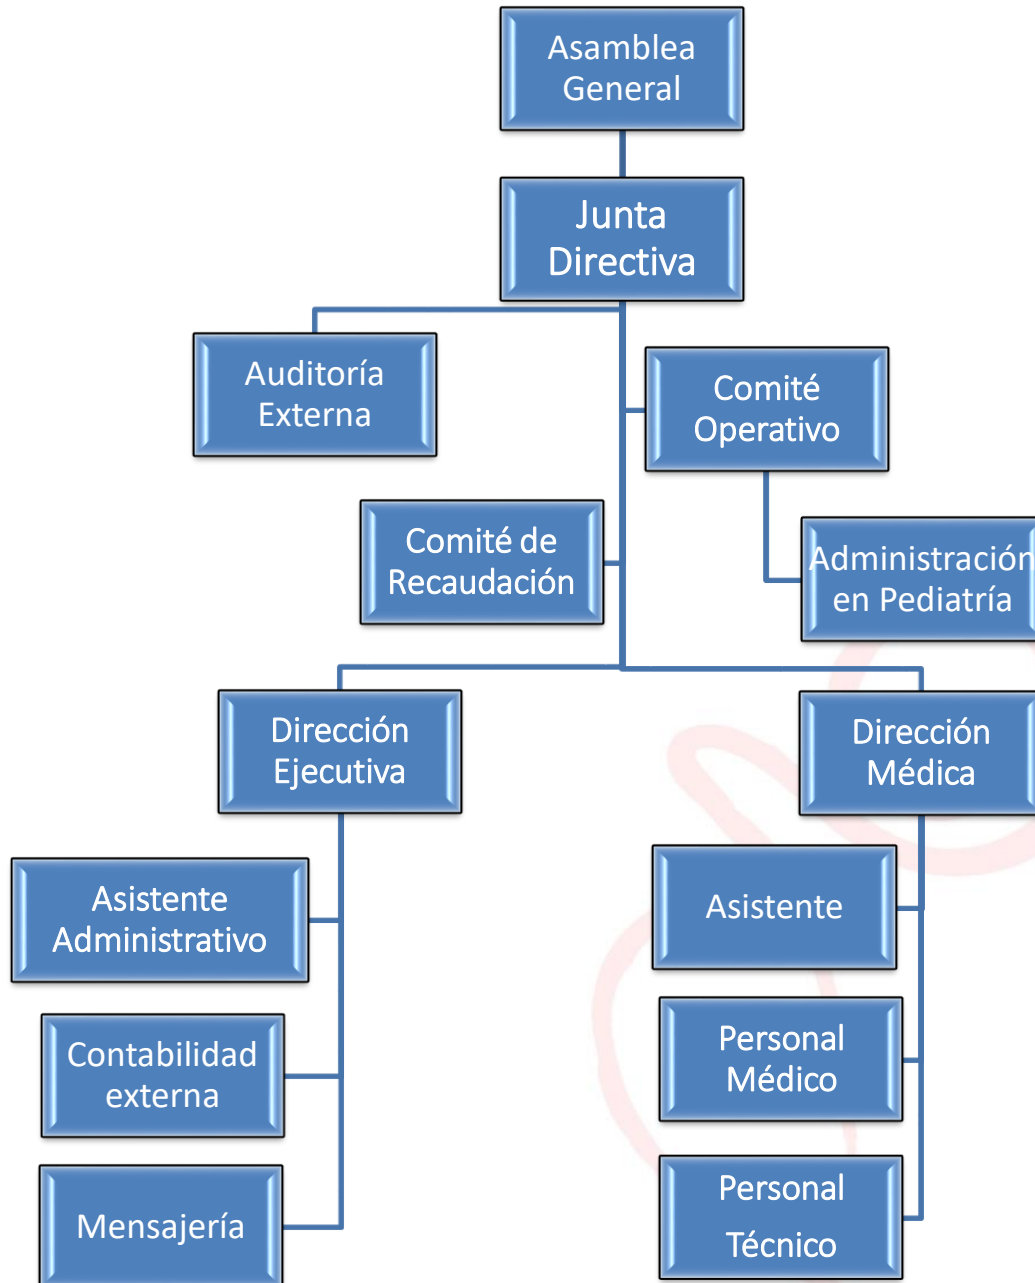 Asamblea
General
Junta
Directiva
Auditoría
Externa
Comité
Operativo
Comité de
Recaudación
Administración
en Pediatría
Dirección
Ejecutiva
Dirección
Médica
Asistente
Administrativo
Asistente
Contabilidad
externa
Personal
Médico
Mensajería
Personal
Técnico